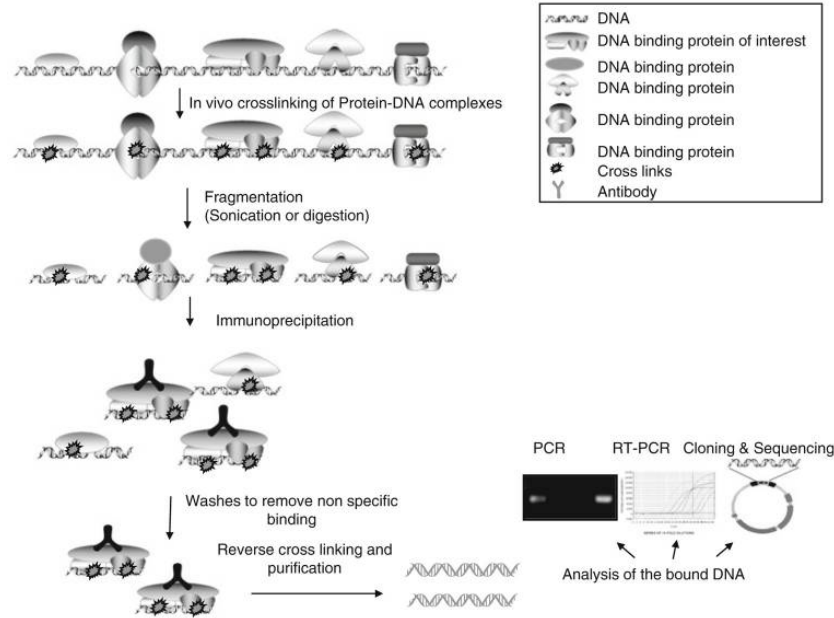 DNA
DNA binding protein of interest
DNA binding protein
DNA binding protein
DNA binding protein
DNA binding protein
Cross links
Antibody
In vivo crosslinking of Protein-DNA complexes
Fragmentation
(Sonication or digestion)
Immunoprecipitation
Washes to remove non specific
binding
Reverse cross linking and
purification
PCR
RT-PCR
Cloning & Sequencing
Analysis of the bound DNA